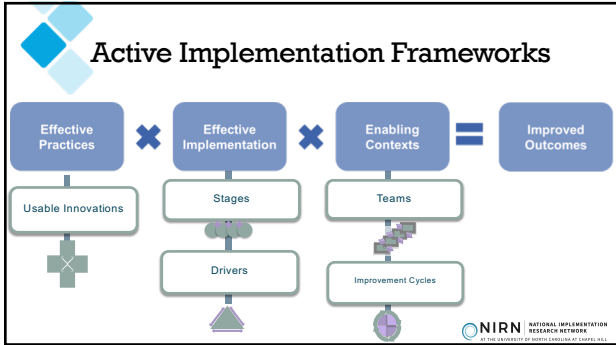 Active Implementation Frameworks
Effective
Practices
Effective
Implementation
Enabling
Contexts
Improved
Outcomes
Usable Innovations
Stages
Drivers
Teams
Improvement Cycles
NIRN
NATIONAL IMPLEMENTATION
RESEARCH NETWORK
AT THE UNIVERSITY OF NORTH CAROLINA AT CHAPEL HILL